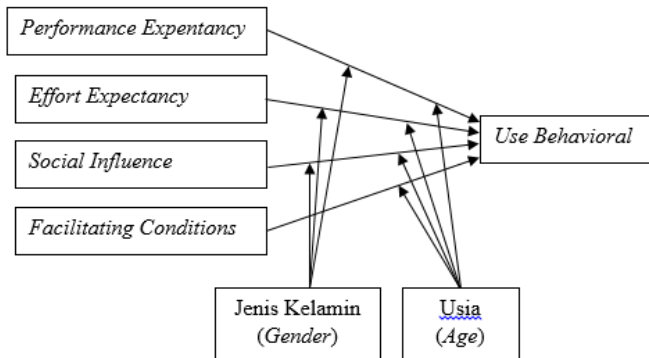 Performance Expentancy
Effort Expectancy
Social Influence
Facilitating Conditions
Use Behavioral
Jenis Kelamin
(Gender)
Usia
(Age)